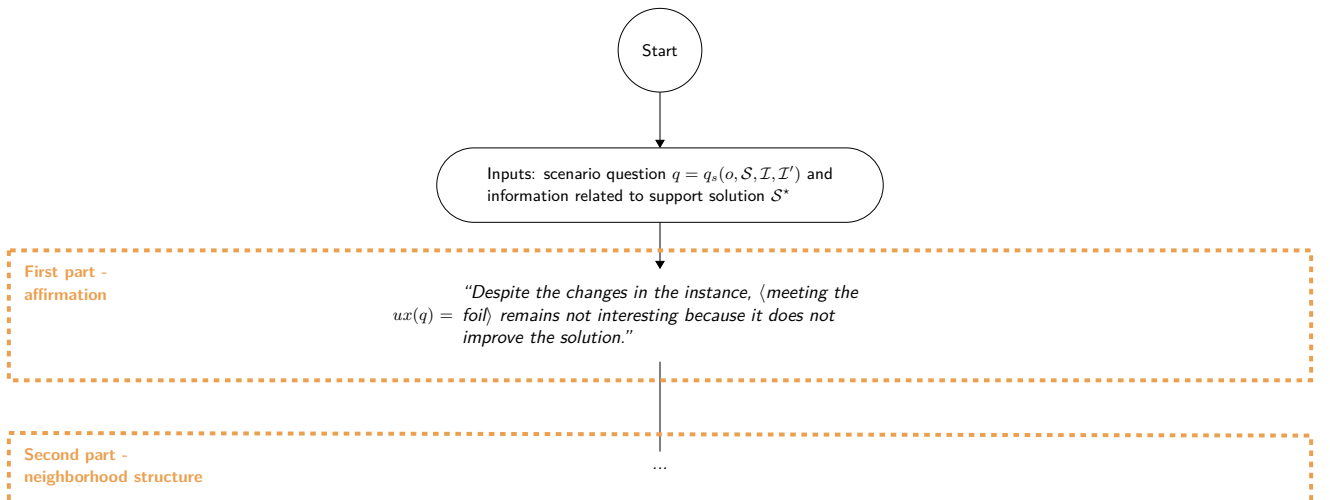 Start
Inputs: scenario question q = q_s(o, 𝒮, ℐ, ℐ′) and
information related to support solution 𝒮⋆
First part -
affirmation
“Despite the changes in the instance, ⟨meeting the
ux(q) = foil⟩ remains not interesting because it does not
improve the solution.”
Second part -
neighborhood structure
...